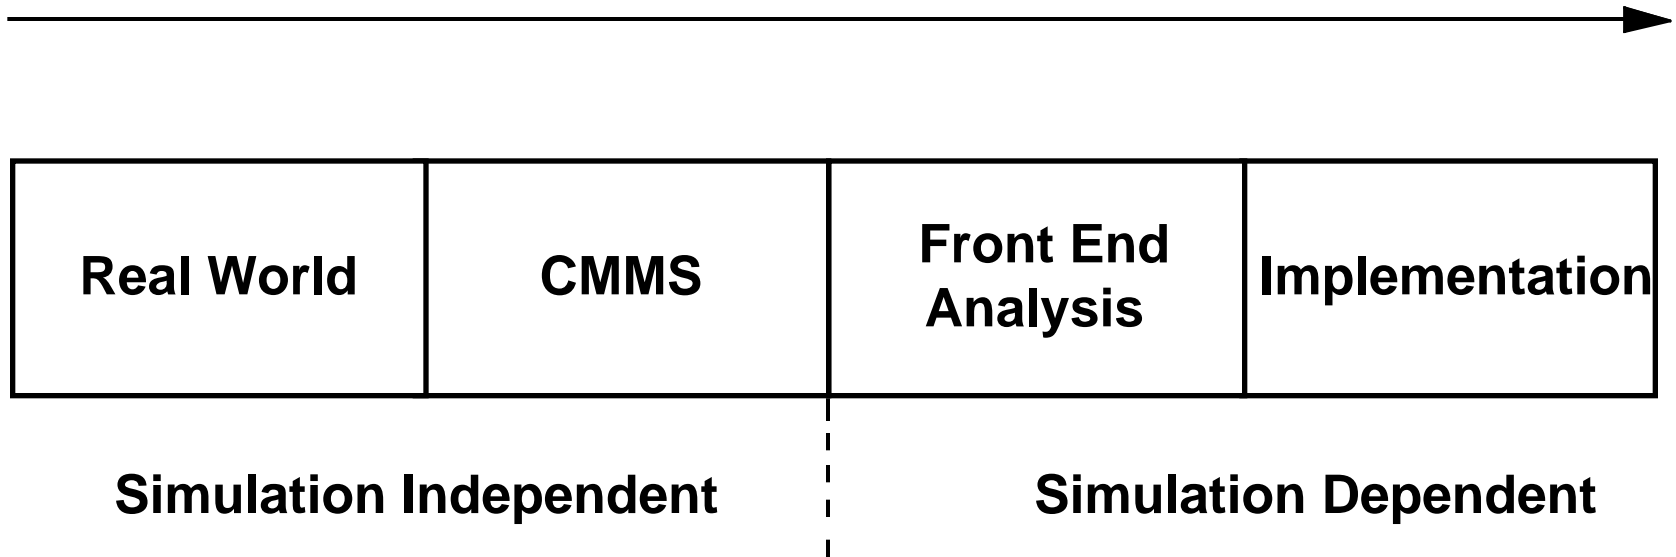 Real World
CMMS
Front End
Analysis
Implementation
Simulation Independent
Simulation Dependent